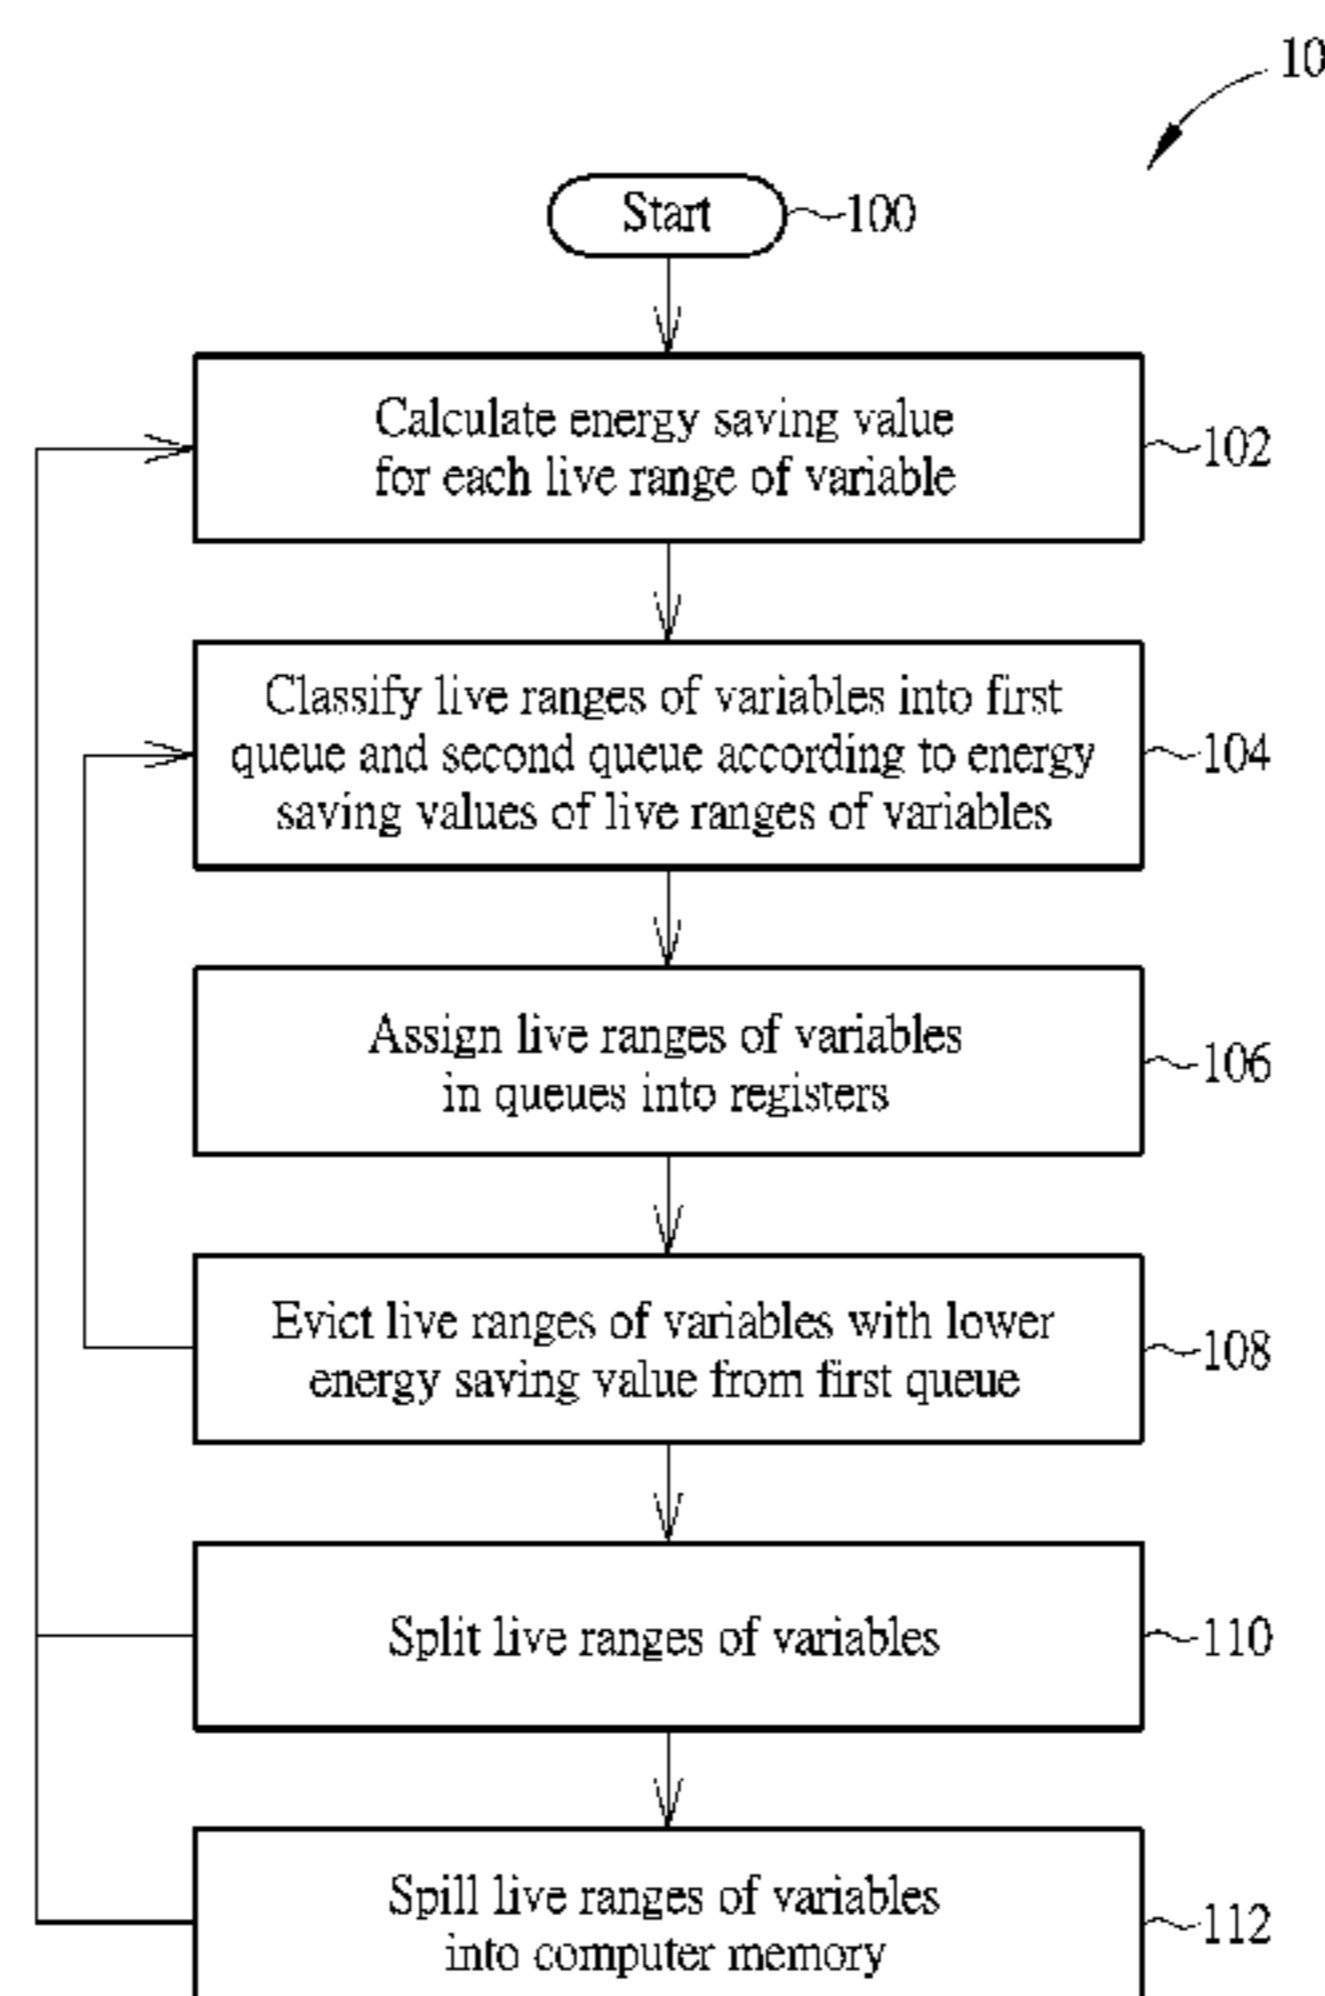 10
Start
100
Calculate energy saving value
for each live range of variable
102
Classify live ranges of variables into first
queue and second queue according to energy
saving values of live ranges of variables
104
Assign live ranges of variables
in queues into registers
106
Evict live ranges of variables with lower
energy saving value from first queue
108
Split live ranges of variables
110
Spill live ranges of variables
into computer memory
112